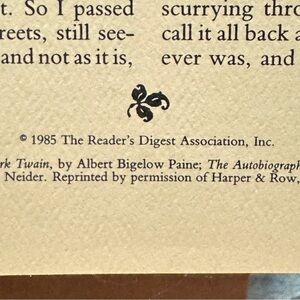 t. So I passed
reets, still see-
and not as it is,
scurrying thro
call it all back a
ever was, and
© 1985 The Reader's Digest Association, Inc.
rk Twain, by Albert Bigelow Paine; The Autobiograph
Neider. Reprinted by permission of Harper & Row,